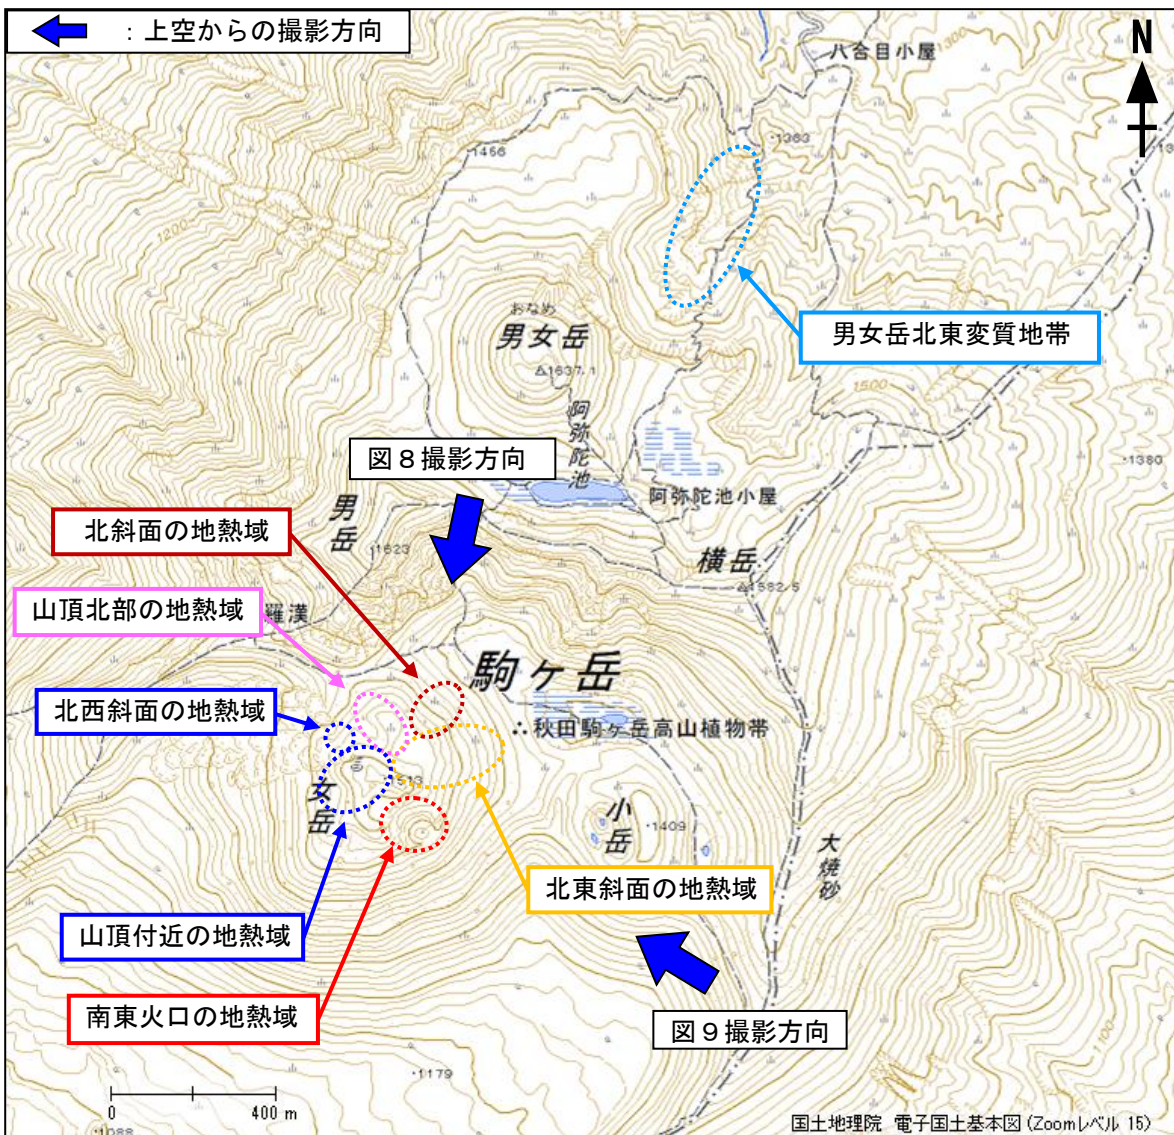 ：上空からの撮影方向
N
八合目小屋
1300
1363
1456
1200
おなめ
男女岳
1637.1
男女岳北東変質地帯
1500
阿弥陀池
図８撮影方向
1380
阿弥陀池小屋
男岳
北斜面の地熱域
1623
横岳
1582.5
山頂北部の地熱域
羅漢
駒ヶ岳
北西斜面の地熱域
∴秋田駒ヶ岳高山植物帯
1513
女岳
小岳
1409
大焼砂
北東斜面の地熱域
山頂付近の地熱域
南東火口の地熱域
図９撮影方向
1179
1100
0
400 m
1088
国土地理院 電子国土基本図（Zoomレベル 15）